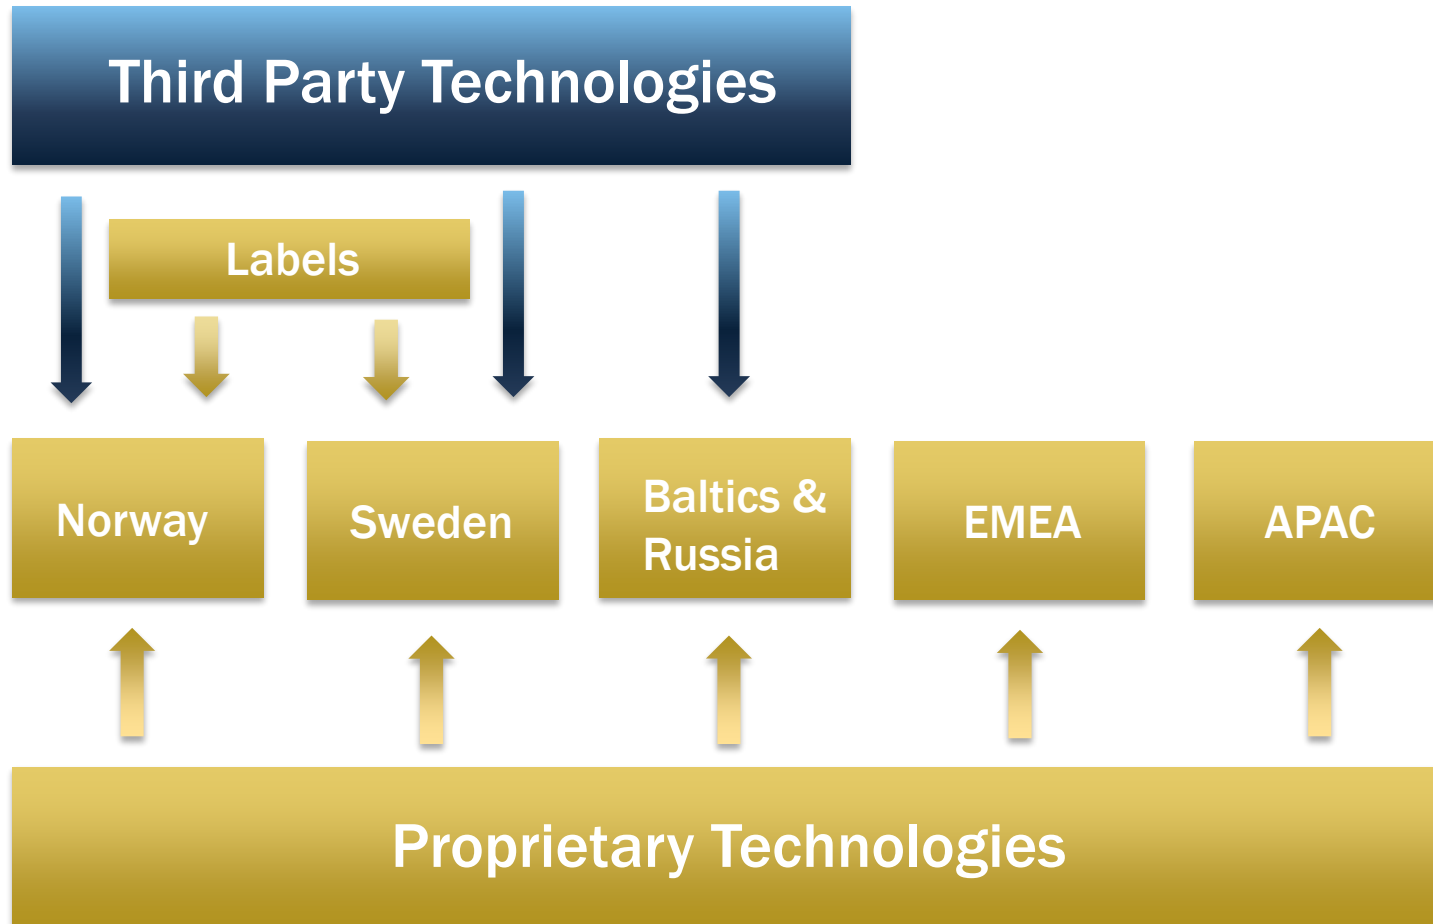 Third Party Technologies
Labels
Norway
Sweden
Baltics &
Russia
EMEA
APAC
Proprietary Technologies